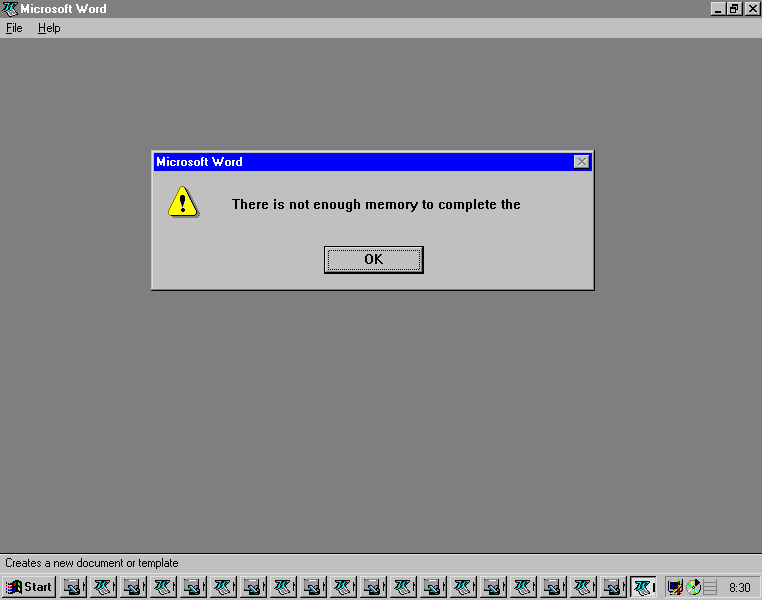 Microsoft Word
File Help
Microsoft Word
There is not enough memory to complete the
OK
Creates a new document or template
Start
8:30